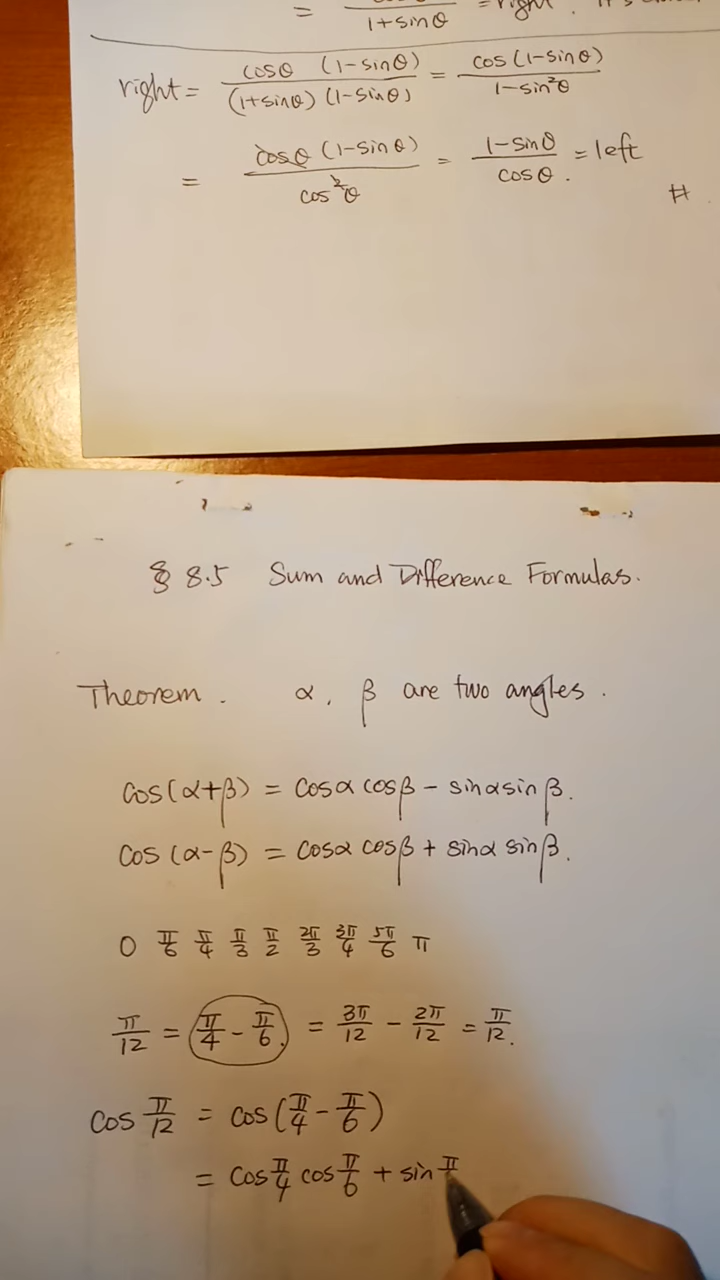 = 1+sinθ = right.
right = cosθ (1-sinθ) / (1+sinθ) (1-sinθ) = cos (1-sinθ) / 1-sin²θ
= cosθ (1-sinθ) / cos²θ = 1-sinθ / cosθ. = left
#
§ 8.5 Sum and Difference Formulas.
Theorem. α, β are two angles.
cos(α+β) = cosα cosβ - sinα sinβ.
cos (α-β) = cosα cosβ + sinα sinβ.
0 π/6 π/4 π/3 π/2 2π/3 3π/4 5π/6 π
π/12 = π/4 - π/6. = 3π/12 - 2π/12 = π/12.
cos π/12 = cos(π/4 - π/6)
= cos π/4 cos π/6 + sin π